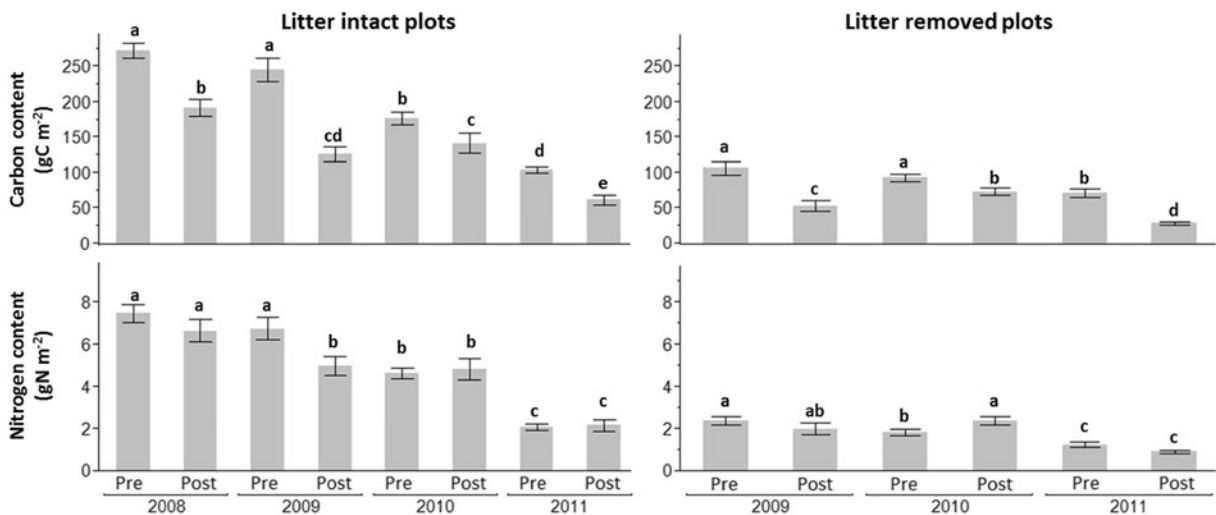 Litter intact plots
Litter removed plots
Carbon content
(gC m⁻²)
250
200
150
100
50
0
a
b
a
cd
b
c
d
e
250
200
150
100
50
0
a
c
a
b
b
d
Nitrogen content
(gN m⁻²)
8
6
4
2
0
a
a
a
b
b
b
c
c
8
6
4
2
0
a
ab
b
a
c
c
Pre Post Pre Post Pre Post Pre Post
2008 2009 2010 2011
Pre Post Pre Post Pre Post
2009 2010 2011